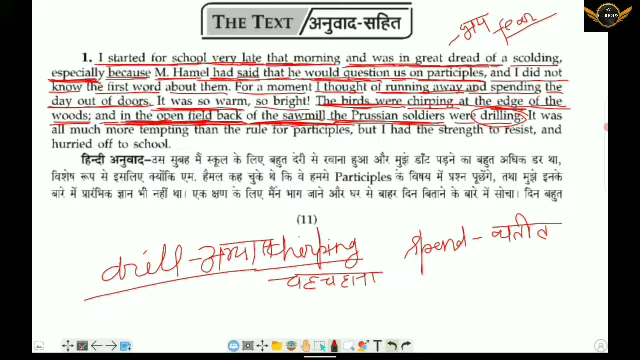 THE TEXT / अनुवाद-सहित
भय
fear
1. I started for school very late that morning and was in great dread of a scolding,
especially because M. Hamel had said that he would question us on participles, and I did not
know the first word about them. For a moment I thought of running away and spending the
day out of doors. It was so warm, so bright! The birds were chirping at the edge of the
woods; and in the open field back of the sawmill the Prussian soldiers were drilling. It was
all much more tempting than the rule for participles, but I had the strength to resist, and
hurried off to school.
हिन्दी अनुवाद- उस सुबह मैं स्कूल के लिए बहुत देरी से रवाना हुआ और मुझे डाँट पड़ने का बहुत अधिक डर था,
विशेष रूप से इसलिए क्योंकि एम. हैमल कह चुके थे कि वे हमसे Participles के विषय में प्रश्न पूछेंगे, तथा मुझे इनके
बारे में प्रारंभिक ज्ञान भी नहीं था। एक क्षण के लिए मैंने भाग जाने और घर से बाहर दिन बिताने के बारे में सोचा। दिन बहुत
(11)
drill - chirping spend - व्यतीत
चहचहाना